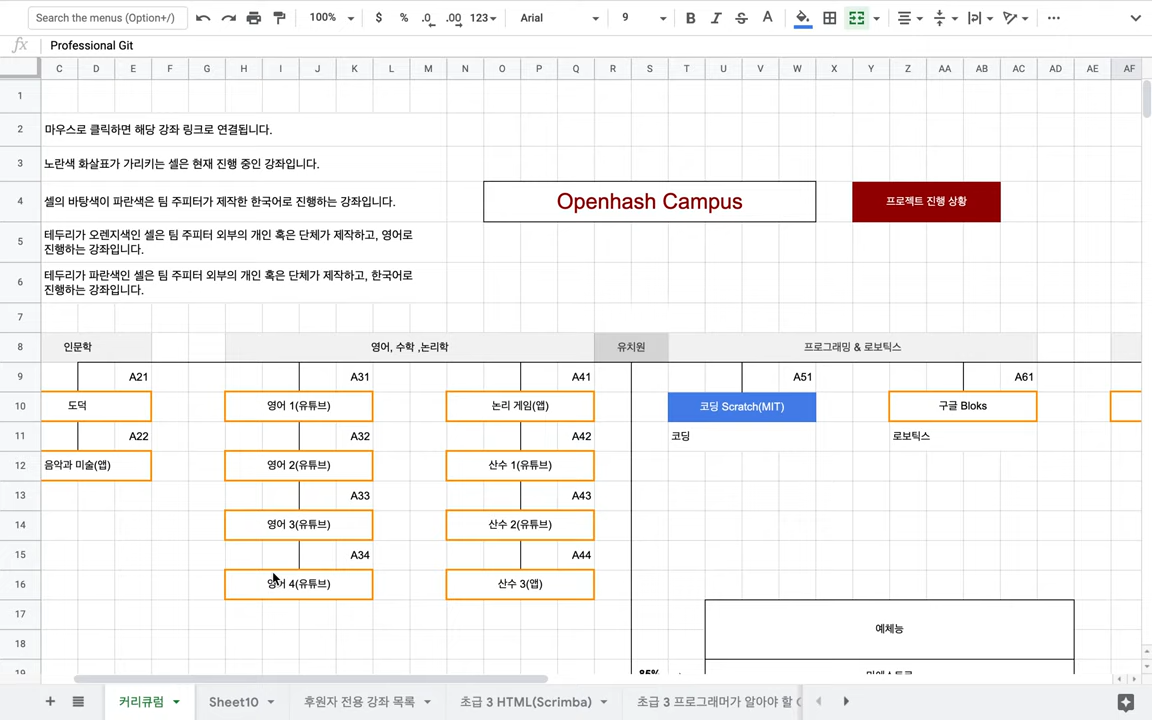 Search the menus (Option+/)
100%
$
%
.0
.00
123
Arial
9
B
I
S
A
fx
Professional Git
C D E F G H I J K L M N O P Q R S T U V W X Y Z AA AB AC AD AE AF
1
2
마우스로 클릭하면 해당 강좌 링크로 연결됩니다.
3
노란색 화살표가 가리키는 셀은 현재 진행 중인 강좌입니다.
4
셀의 바탕색이 파란색은 팀 주피터가 제작한 한국어로 진행하는 강좌입니다.
Openhash Campus
프로젝트 진행 상황
5
테두리가 오렌지색인 셀은 팀 주피터 외부의 개인 혹은 단체가 제작하고, 영어로
진행하는 강좌입니다.
6
테두리가 파란색인 셀은 팀 주피터 외부의 개인 혹은 단체가 제작하고, 한국어로
진행하는 강좌입니다.
7
8
인문학
영어, 수학 ,논리학
유치원
프로그래밍 & 로보틱스
9
A21
A31
A41
A51
A61
10
도덕
영어 1(유튜브)
논리 게임(앱)
코딩 Scratch(MIT)
구글 Bloks
11
A22
A32
A42
코딩
로보틱스
12
음악과 미술(앱)
영어 2(유튜브)
산수 1(유튜브)
13
A33
A43
14
영어 3(유튜브)
산수 2(유튜브)
15
A34
A44
16
영어 4(유튜브)
산수 3(앱)
17
예체능
18
19
85%
커리큘럼
Sheet10
후원자 전용 강좌 목록
초급 3 HTML(Scrimba)
초급 3 프로그래머가 알아야 할